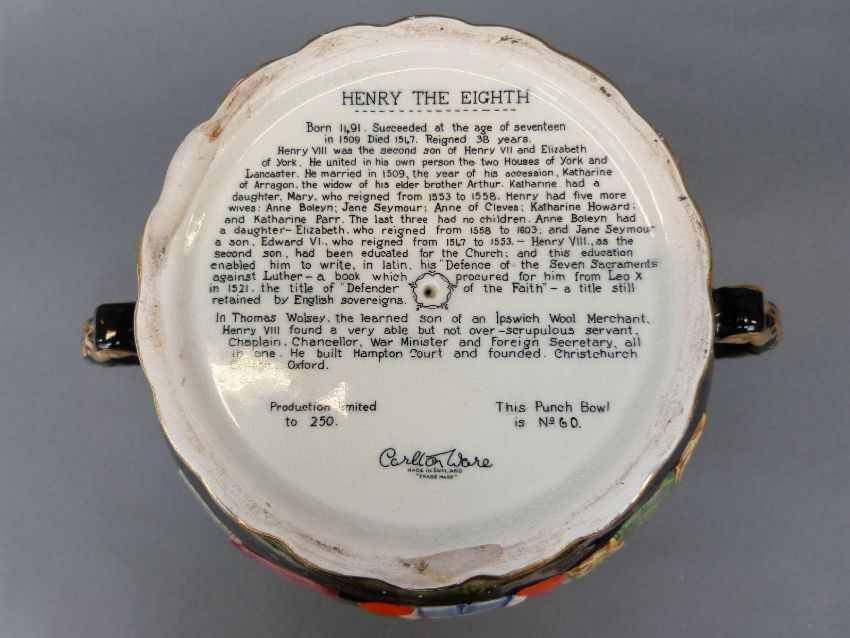 HENRY THE EIGHTH
Born 1491. Succeeded at the age of seventeen
in 1509 Died 1547. Reigned 38 years.
Henry VIII was the second son of Henry VII and Elizabeth
of York. He united in his own person the two Houses of York and
Lancaster. He married in 1509, the year of his accession, Katharine
of Arragon, the widow of his elder brother Arthur. Katharine had a
daughter, Mary, who reigned from 1553 to 1558. Henry had five more
wives: Anne Boleyn; Jane Seymour; Anne of Cleves; Katharine Howard;
and Katharine Parr. The last three had no children. Anne Boleyn had
a daughter - Elizabeth, who reigned from 1558 to 1603; and Jane Seymour
a son, Edward VI., who reigned from 1547 to 1553. - Henry VIII., as the
second son, had been educated for the Church; and this education
enabled him to write, in latin, his "Defence of the Seven Sacraments
against Luther - a book which procured for him from Leo X
in 1521, the title of "Defender of the Faith" - a title still
retained by English sovereigns.
In Thomas Wolsey, the learned son of an Ipswich Wool Merchant,
Henry VIII found a very able but not over-scrupulous servant,
Chaplain, Chancellor, War Minister and Foreign Secretary, all
in one. He built Hampton Court and founded Christchurch
Oxford.
Production limited
to 250.
This Punch Bowl
is No 60.
Carlton Ware
MADE IN ENGLAND
"TRADE MARK"